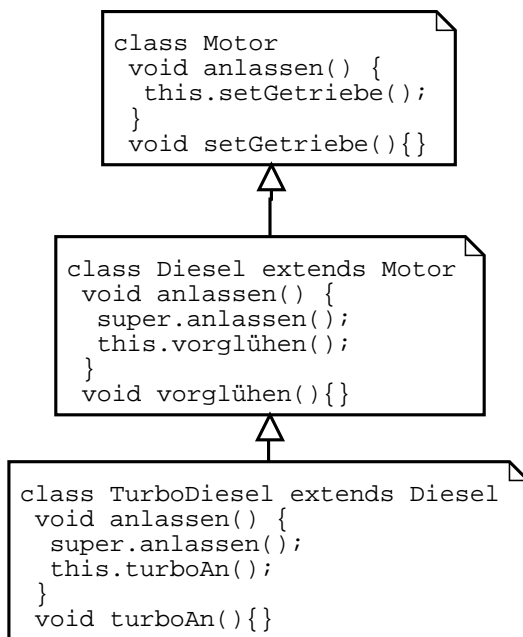 class Motor
void anlassen() {
this.setGetriebe();
}
void setGetriebe(){}
class Diesel extends Motor
void anlassen() {
super.anlassen();
this.vorglühen();
}
void vorglühen(){}
class TurboDiesel extends Diesel
void anlassen() {
super.anlassen();
this.turboAn();
}
void turboAn(){}